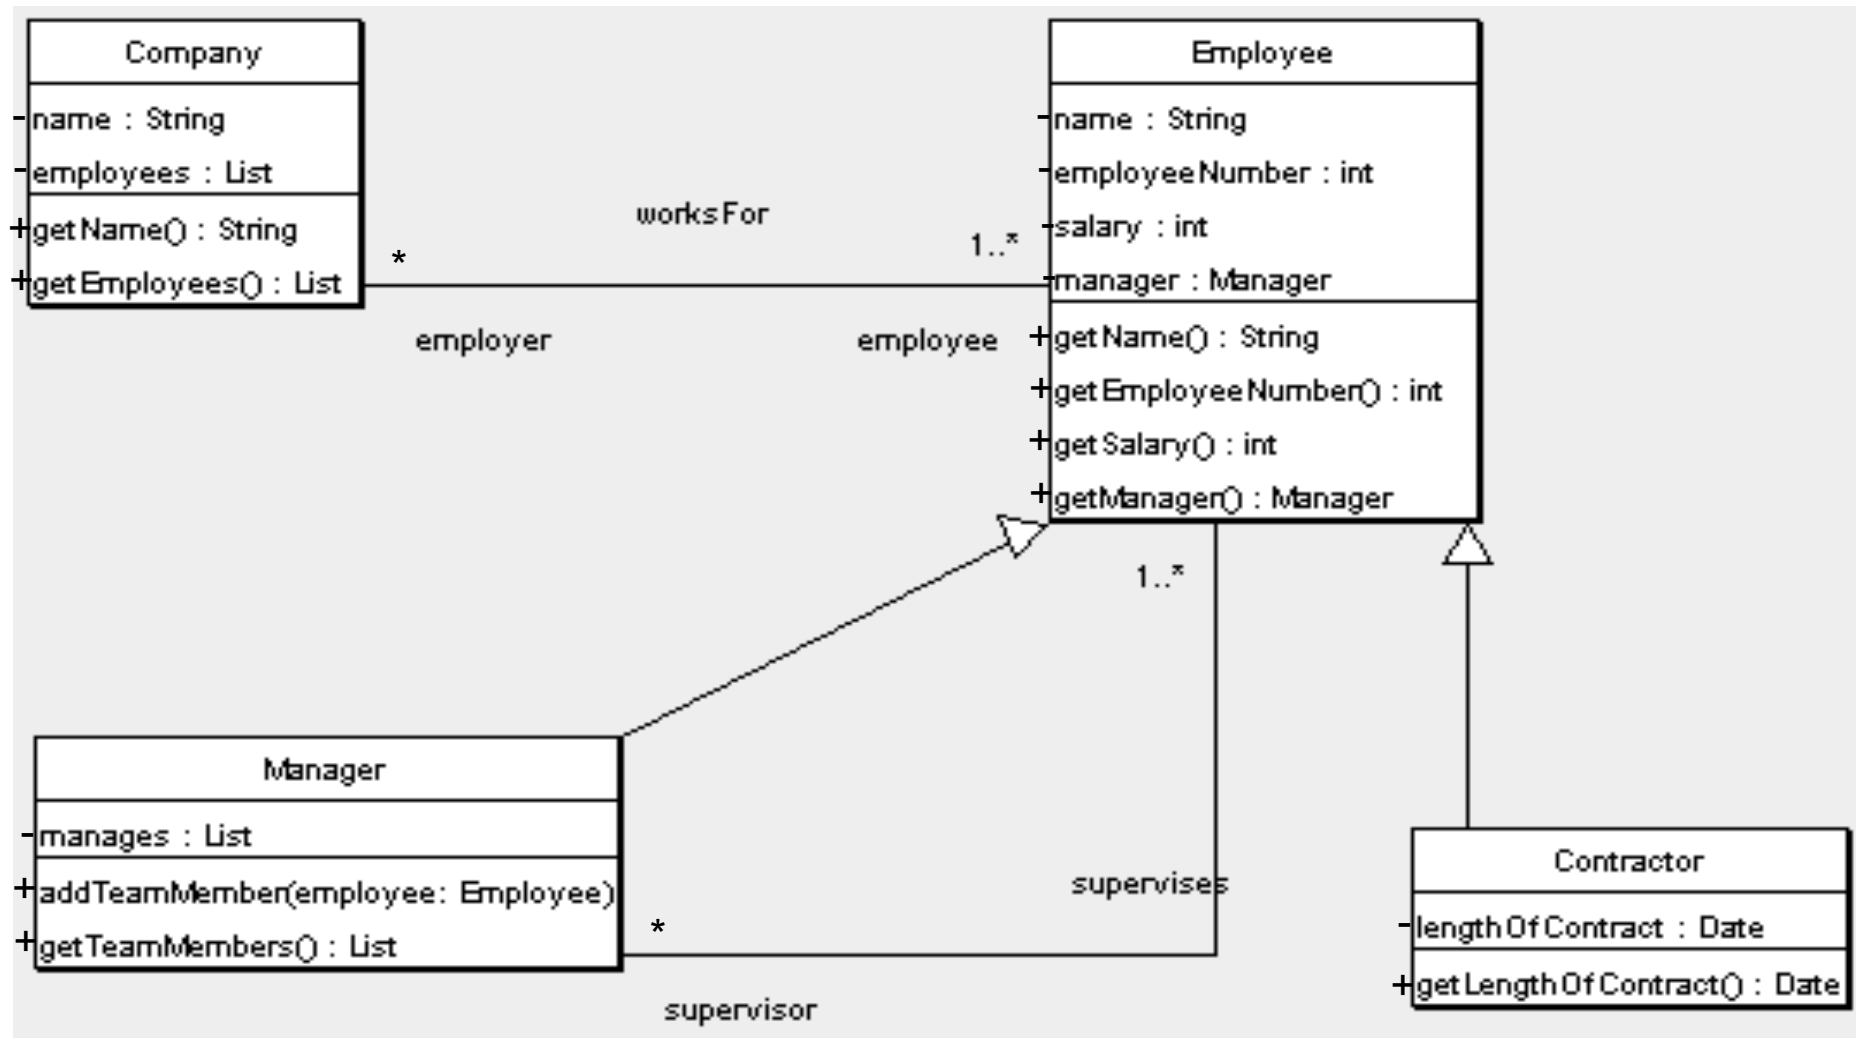 Company
-name : String
-employees : List
+getName() : String
+getEmployees() : List
worksFor
*
1..*
employer
employee
Employee
-name : String
-employeeNumber : int
-salary : int
-manager : Manager
+getName() : String
+getEmployeeNumber() : int
+getSalary() : int
+getManager() : Manager
1..*
Manager
-manages : List
+addTeamMember(employee: Employee)
+getTeamMembers() : List
*
supervises
supervisor
Contractor
-lengthOfContract : Date
+getLengthOfContract() : Date